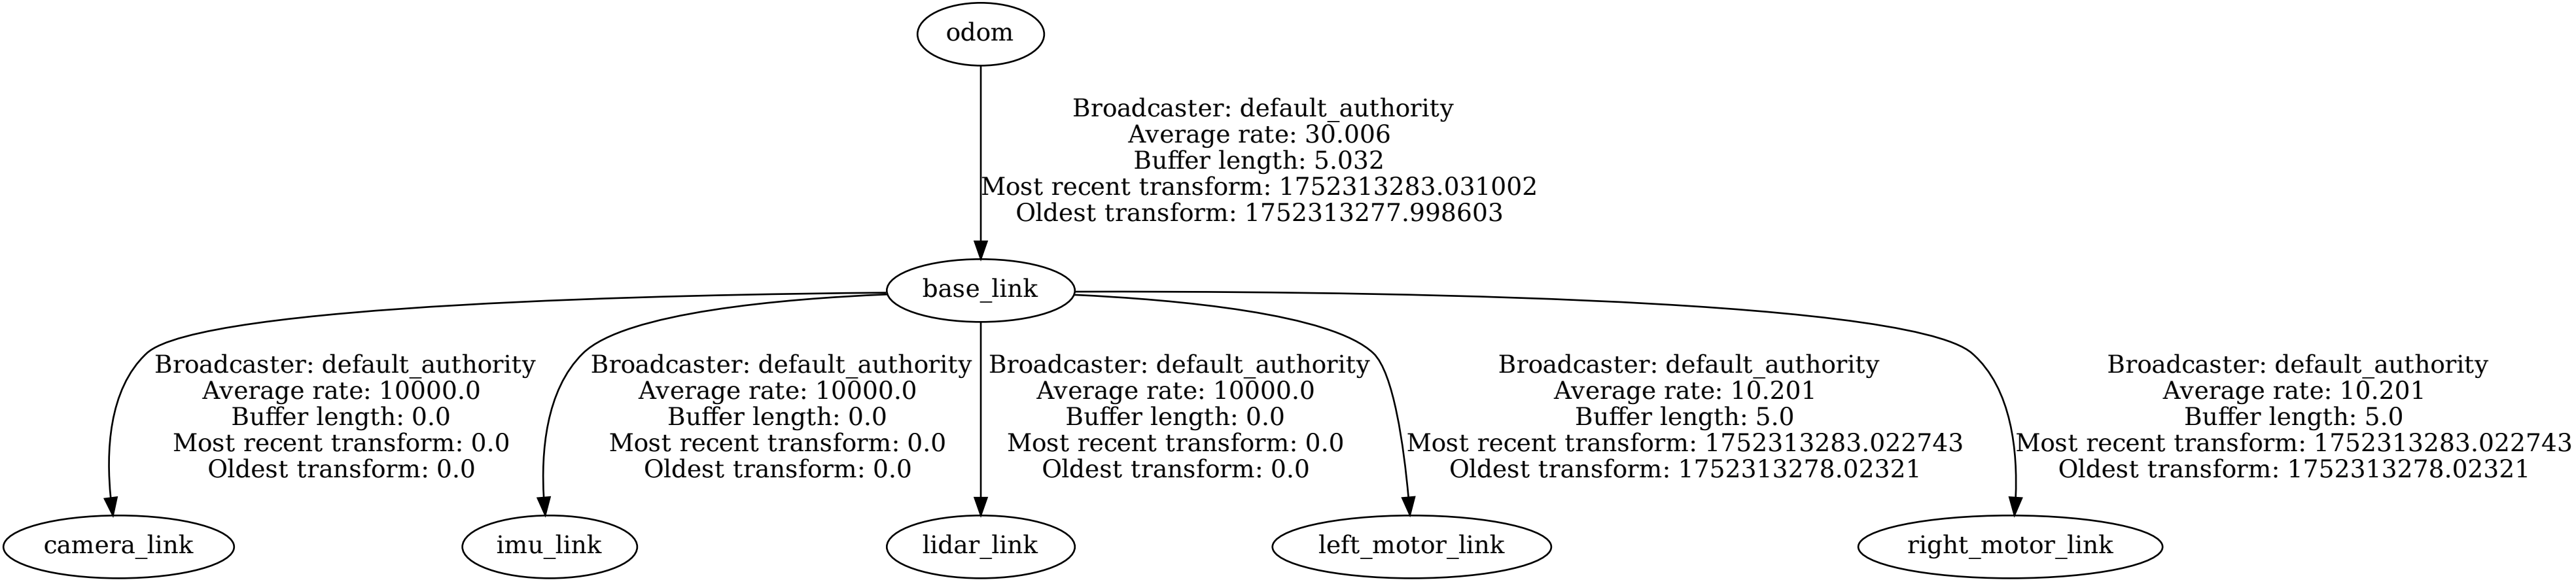 odom
Broadcaster: default_authority
Average rate: 30.006
Buffer length: 5.032
Most recent transform: 1752313283.031002
Oldest transform: 1752313277.998603
base_link
Broadcaster: default_authority
Average rate: 10000.0
Buffer length: 0.0
Most recent transform: 0.0
Oldest transform: 0.0
Broadcaster: default_authority
Average rate: 10000.0
Buffer length: 0.0
Most recent transform: 0.0
Oldest transform: 0.0
Broadcaster: default_authority
Average rate: 10000.0
Buffer length: 0.0
Most recent transform: 0.0
Oldest transform: 0.0
Broadcaster: default_authority
Average rate: 10.201
Buffer length: 5.0
Most recent transform: 1752313283.022743
Oldest transform: 1752313278.02321
Broadcaster: default_authority
Average rate: 10.201
Buffer length: 5.0
Most recent transform: 1752313283.022743
Oldest transform: 1752313278.02321
camera_link
imu_link
lidar_link
left_motor_link
right_motor_link